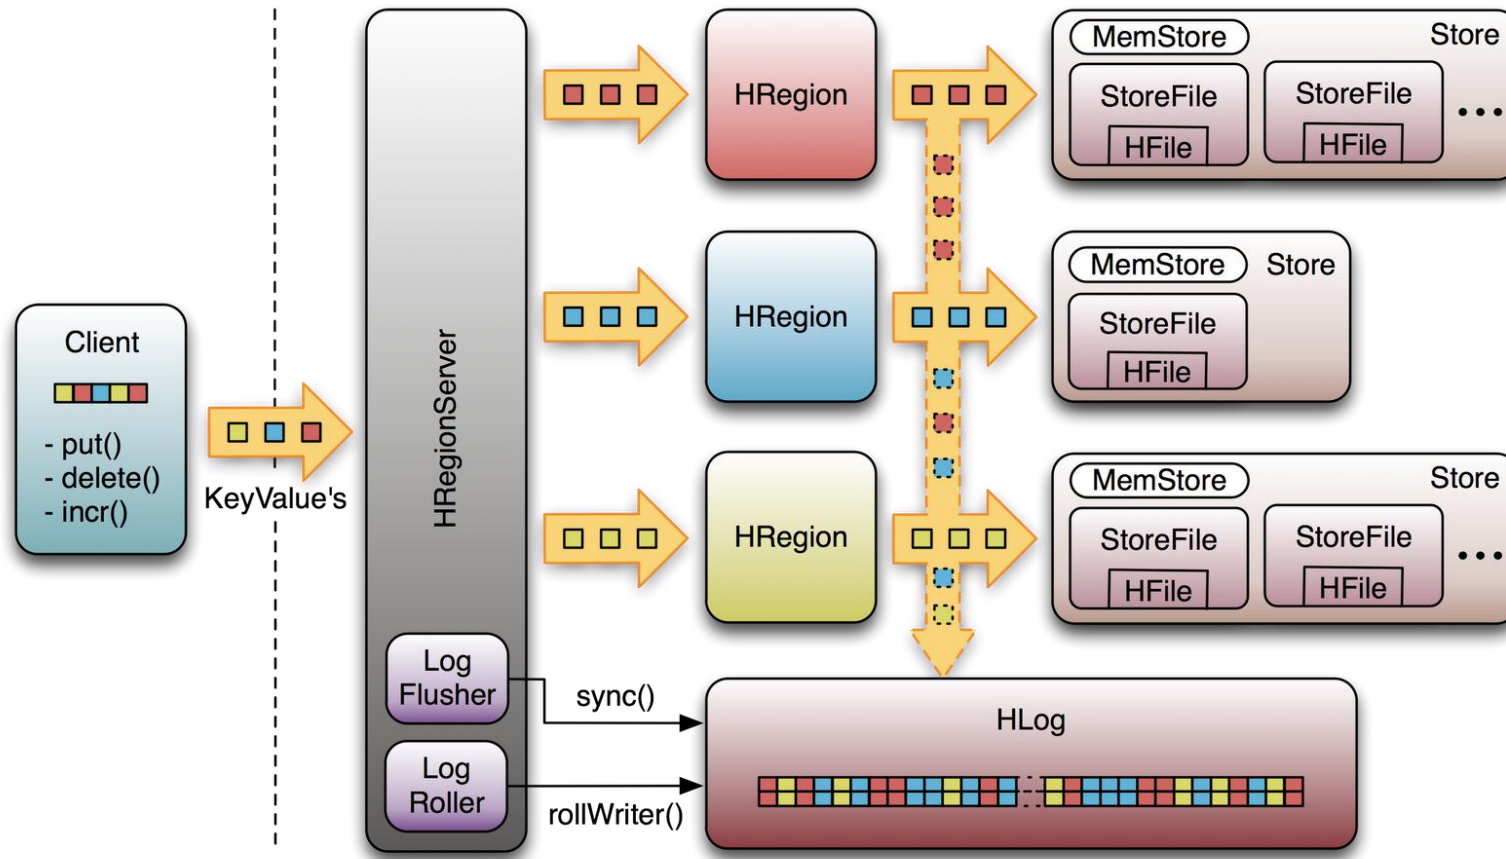 Client
- put()
- delete()
- incr()
KeyValue's
HRegionServer
Log
Flusher
Log
Roller
sync()
rollWriter()
HRegion
MemStore
Store
StoreFile
HFile
StoreFile
HFile
....
HRegion
MemStore
Store
StoreFile
HFile
HRegion
MemStore
Store
StoreFile
HFile
StoreFile
HFile
....
HLog